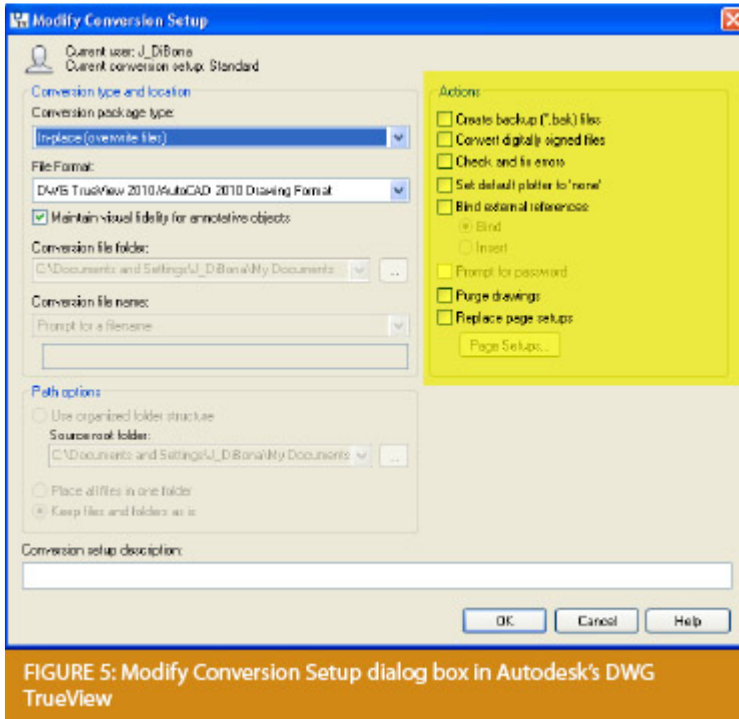 Modify Conversion Setup
Current user: J_DiBona
Current conversion setup: Standard
Conversion type and location
Conversion package type:
In-place (overwrite files)
File Format:
DWG TrueView 2010/AutoCAD 2010 Drawing Format
Maintain visual fidelity for annotative objects
Conversion file folder:
C:\Documents and Settings\J_DiBona\My Documents
...
Conversion file name:
Prompt for a filename
Path options
Use organized folder structure
Source root folder:
C:\Documents and Settings\J_DiBona\My Documents
...
Place all files in one folder
Keep files and folders as is
Actions
Create backup (*.bak) files
Convert digitally signed files
Check and fix errors
Set default plotter to 'none'
Bind external references
Bind
Insert
Prompt for password
Purge drawings
Replace page setups
Page Setups...
Conversion setup description:
OK
Cancel
Help
FIGURE 5: Modify Conversion Setup dialog box in Autodesk's DWG
TrueView